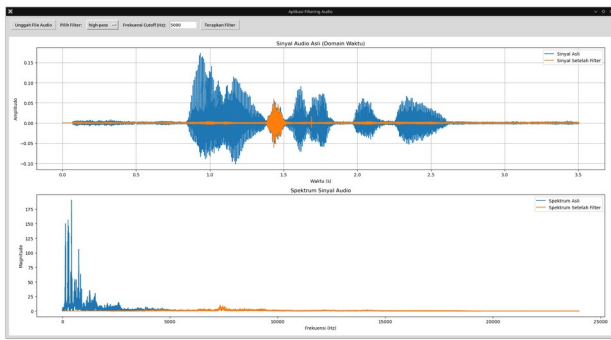 Aplikasi Filtering Audio
Unggah File Audio Pilih Filter: high-pass Frekuensi Cutoff (Hz): 5000 Terapkan Filter
Sinyal Audio Asli (Domain Waktu)
Sinyal Asli
Sinyal Setelah Filter
Amplitudo
0.15
0.10
0.05
0.00
−0.05
−0.10
0.0 0.5 1.0 1.5 2.0 2.5 3.0 3.5
Waktu (s)
Spektrum Sinyal Audio
Spektrum Asli
Spektrum Setelah Filter
Magnitude
175
150
125
100
75
50
25
0
0 5000 10000 15000 20000 25000
Frekuensi (Hz)